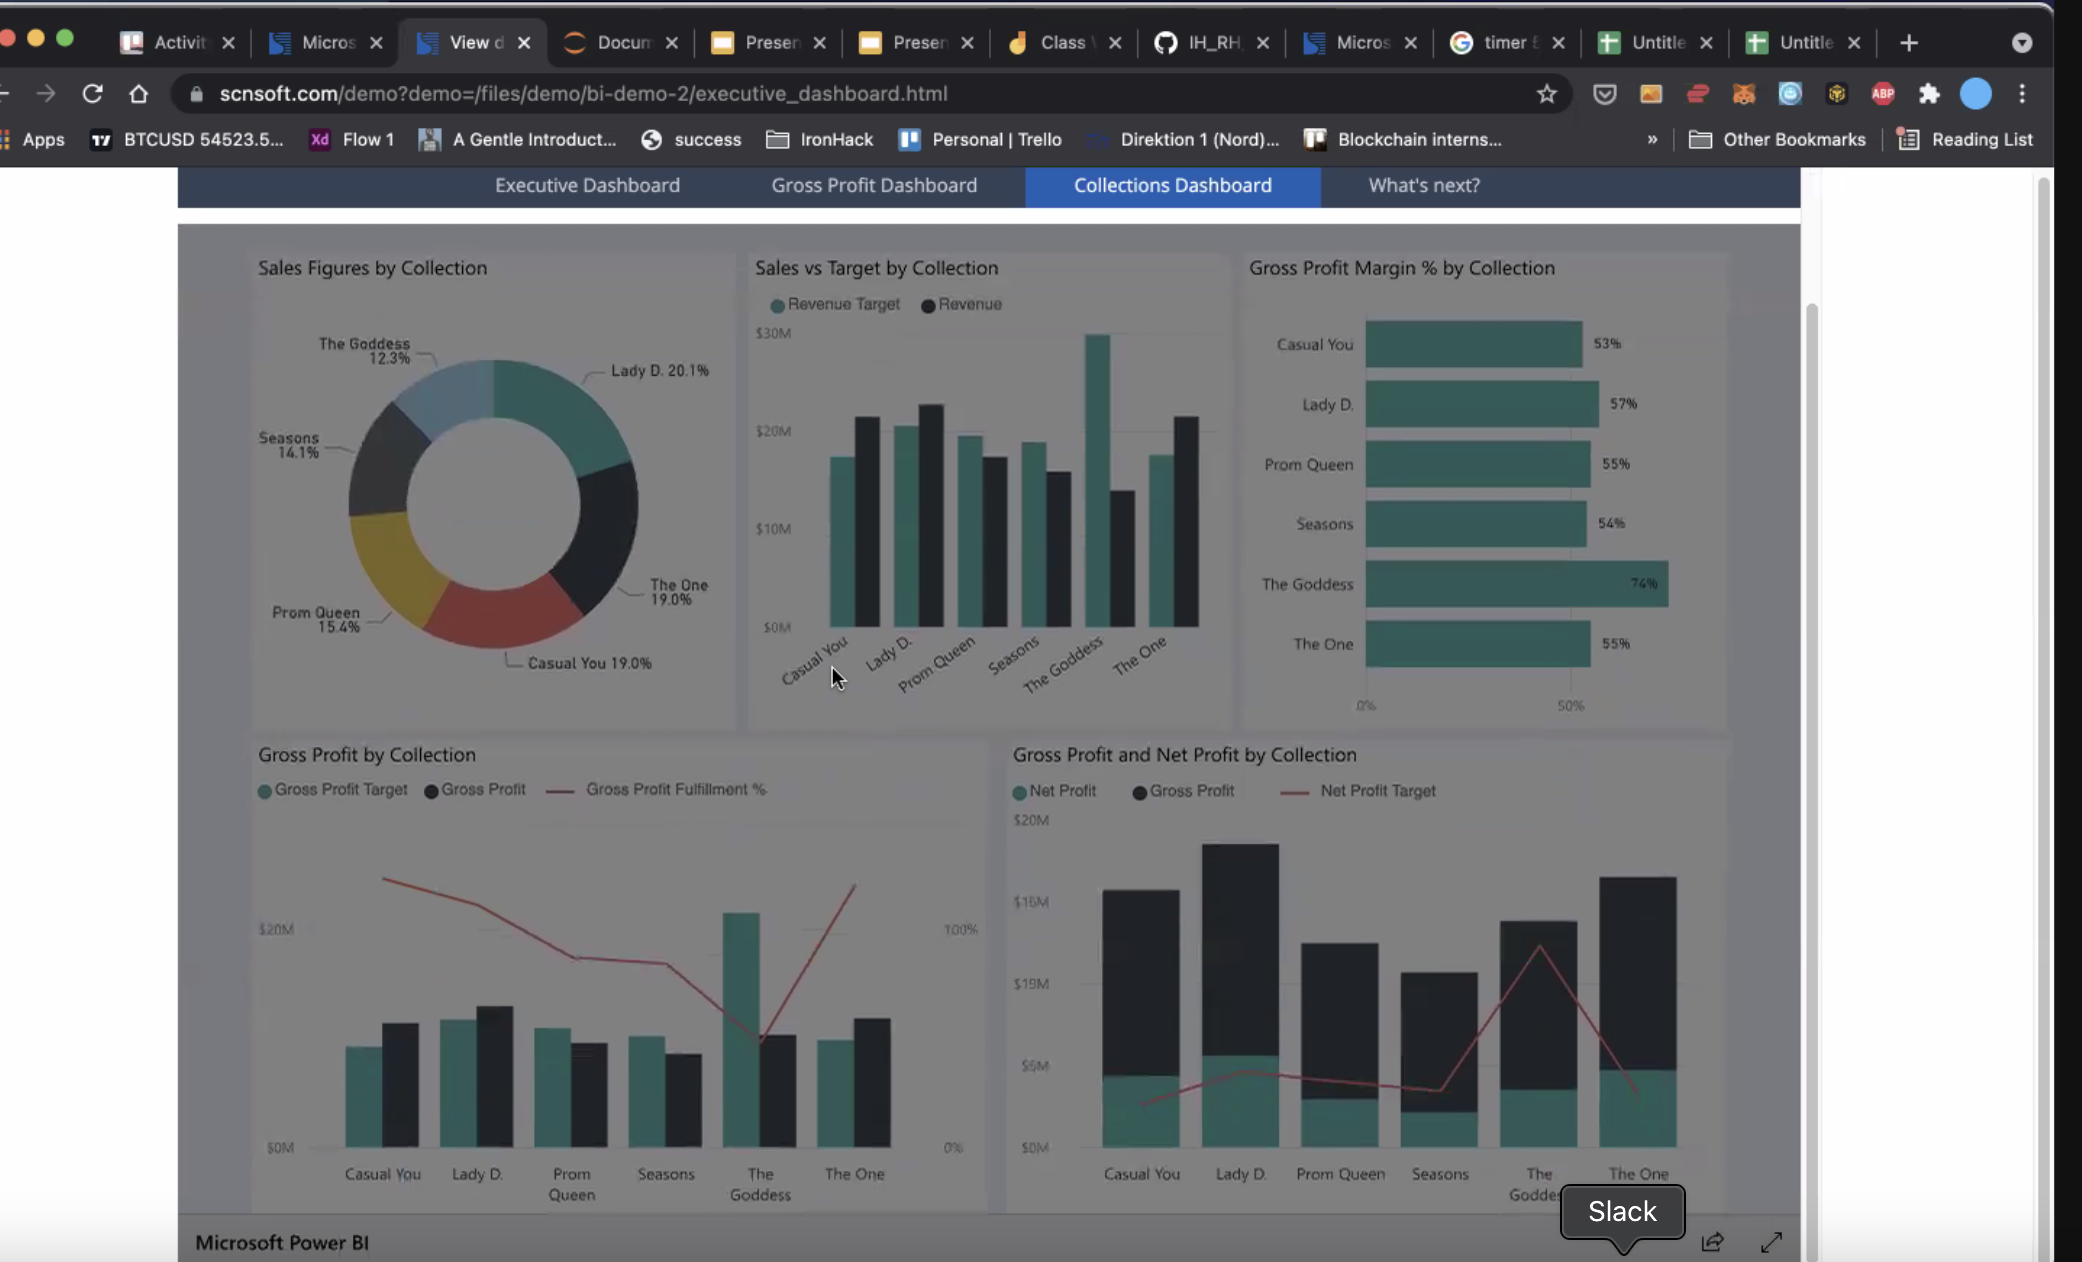 Activit
Micros
View d
Docum
Presen
Presen
Class
IH_RH
Micros
timer
Untitle
Untitle
scnsoft.com/demo?demo=/files/demo/bi-demo-2/executive_dashboard.html
ABP
Apps
BTCUSD 54523.5...
Xd Flow 1
A Gentle Introduct...
success
IronHack
Personal | Trello
Direktion 1 (Nord)...
Blockchain interns...
»
Other Bookmarks
Reading List
Executive Dashboard
Gross Profit Dashboard
Collections Dashboard
What's next?
Sales Figures by Collection
The Goddess
12.3%
Lady D. 20.1%
Seasons
14.1%
The One
19.0%
Prom Queen
15.4%
Casual You 19.0%
Sales vs Target by Collection
Revenue Target Revenue
$30M
$20M
$10M
$0M
Casual You
Lady D.
Prom Queen
Seasons
The Goddess
The One
Gross Profit Margin % by Collection
Casual You 53%
Lady D. 57%
Prom Queen 55%
Seasons 54%
The Goddess 74%
The One 55%
0% 50%
Gross Profit by Collection
Gross Profit Target Gross Profit Gross Profit Fulfillment %
$20M 100%
$0M 0%
Casual You
Lady D.
Prom
Queen
Seasons
The
Goddess
The One
Gross Profit and Net Profit by Collection
Net Profit Gross Profit Net Profit Target
$20M
$0M
Casual You
Lady D.
Prom Queen
Seasons
The
Goddes
The One
Slack
Microsoft Power BI